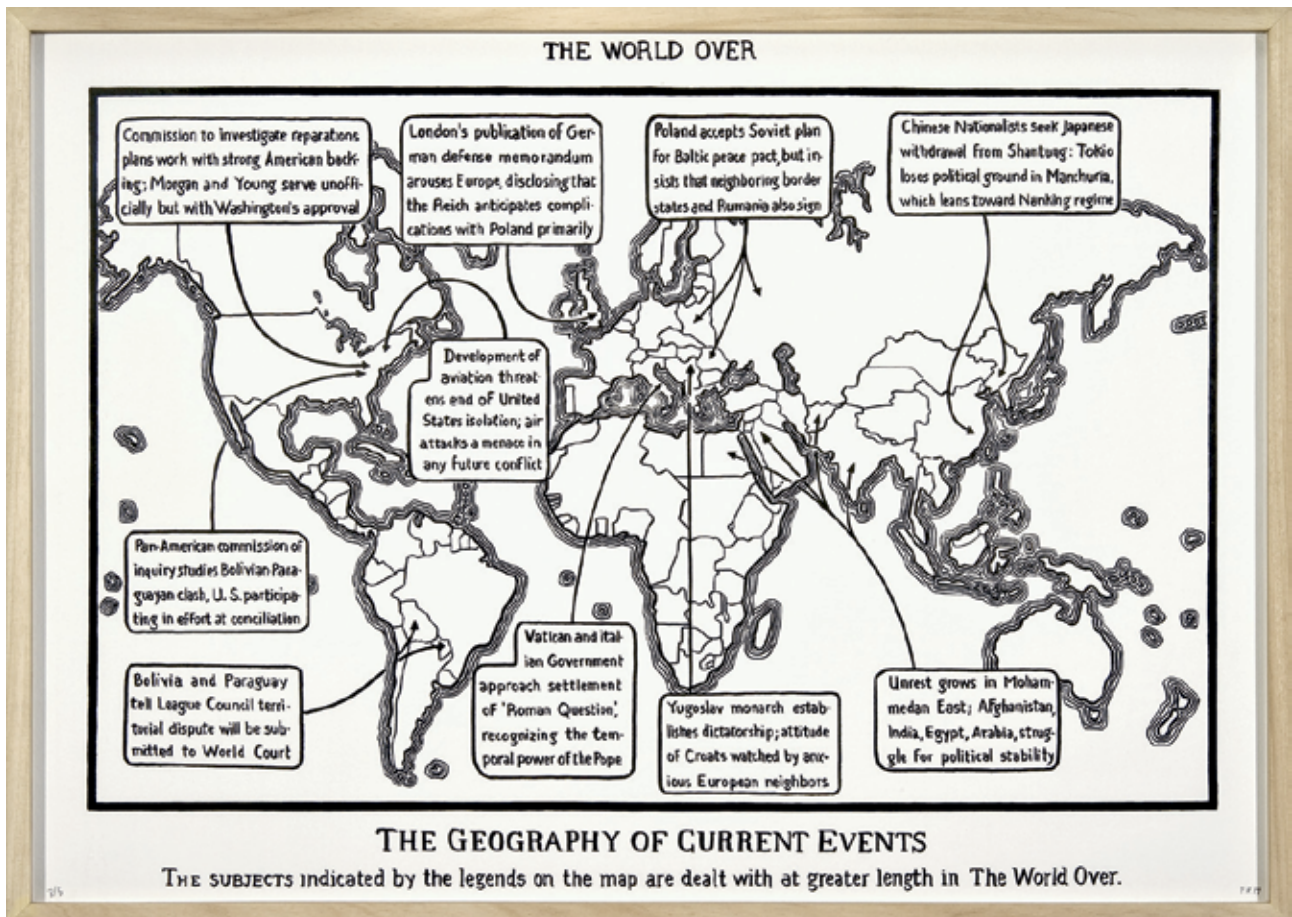 THE WORLD OVER
Commission to investigate reparations
plans work with strong American back-
ing; Morgan and Young serve unoffi-
cially but with Washington's approval
London's publication of Ger-
man defense memorandum
arouses Europe, disclosing that
the Reich anticipates compli-
cations with Poland primarily
Poland accepts Soviet plan
for Baltic peace pact, but in-
sists that neighboring border
states and Rumania also sign
Chinese Nationalists seek Japanese
withdrawal from Shantung: Tokio
loses political ground in Manchuria,
which leans toward Nanking regime
Development of
aviation threat-
ens end of United
States isolation; air
attacks a menace in
any future conflict
Pan-American commission of
inquiry studies Bolivian-Para-
guayan clash, U. S. participa-
ting in effort at conciliation
Bolivia and Paraguay
tell League Council terri-
torial dispute will be sub-
mitted to World Court
Vatican and Ital-
ian Government
approach settlement
of 'Roman Question',
recognizing the tem-
poral power of the Pope
Yugoslav monarch estab-
lishes dictatorship; attitude
of Croats watched by anx-
ious European neighbors
Unrest grows in Moham-
medan East; Afghanistan,
India, Egypt, Arabia, strug-
gle for political stability
THE GEOGRAPHY OF CURRENT EVENTS
THE SUBJECTS indicated by the legends on the map are dealt with at greater length in The World Over.